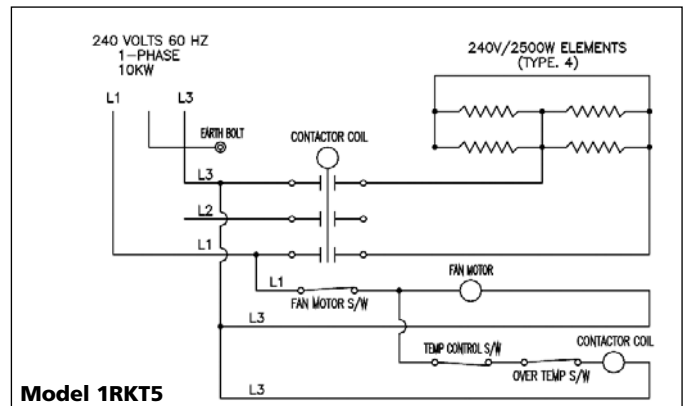 240 VOLTS 60 HZ
1-PHASE
10KW
240V/2500W ELEMENTS
(TYPE. 4)
L1
L3
EARTH BOLT
CONTACTOR COIL
L3
L2
L1
L1
FAN MOTOR S/W
FAN MOTOR
L3
TEMP CONTROL S/W
OVER TEMP S/W
CONTACTOR COIL
L3
Model 1RKT5